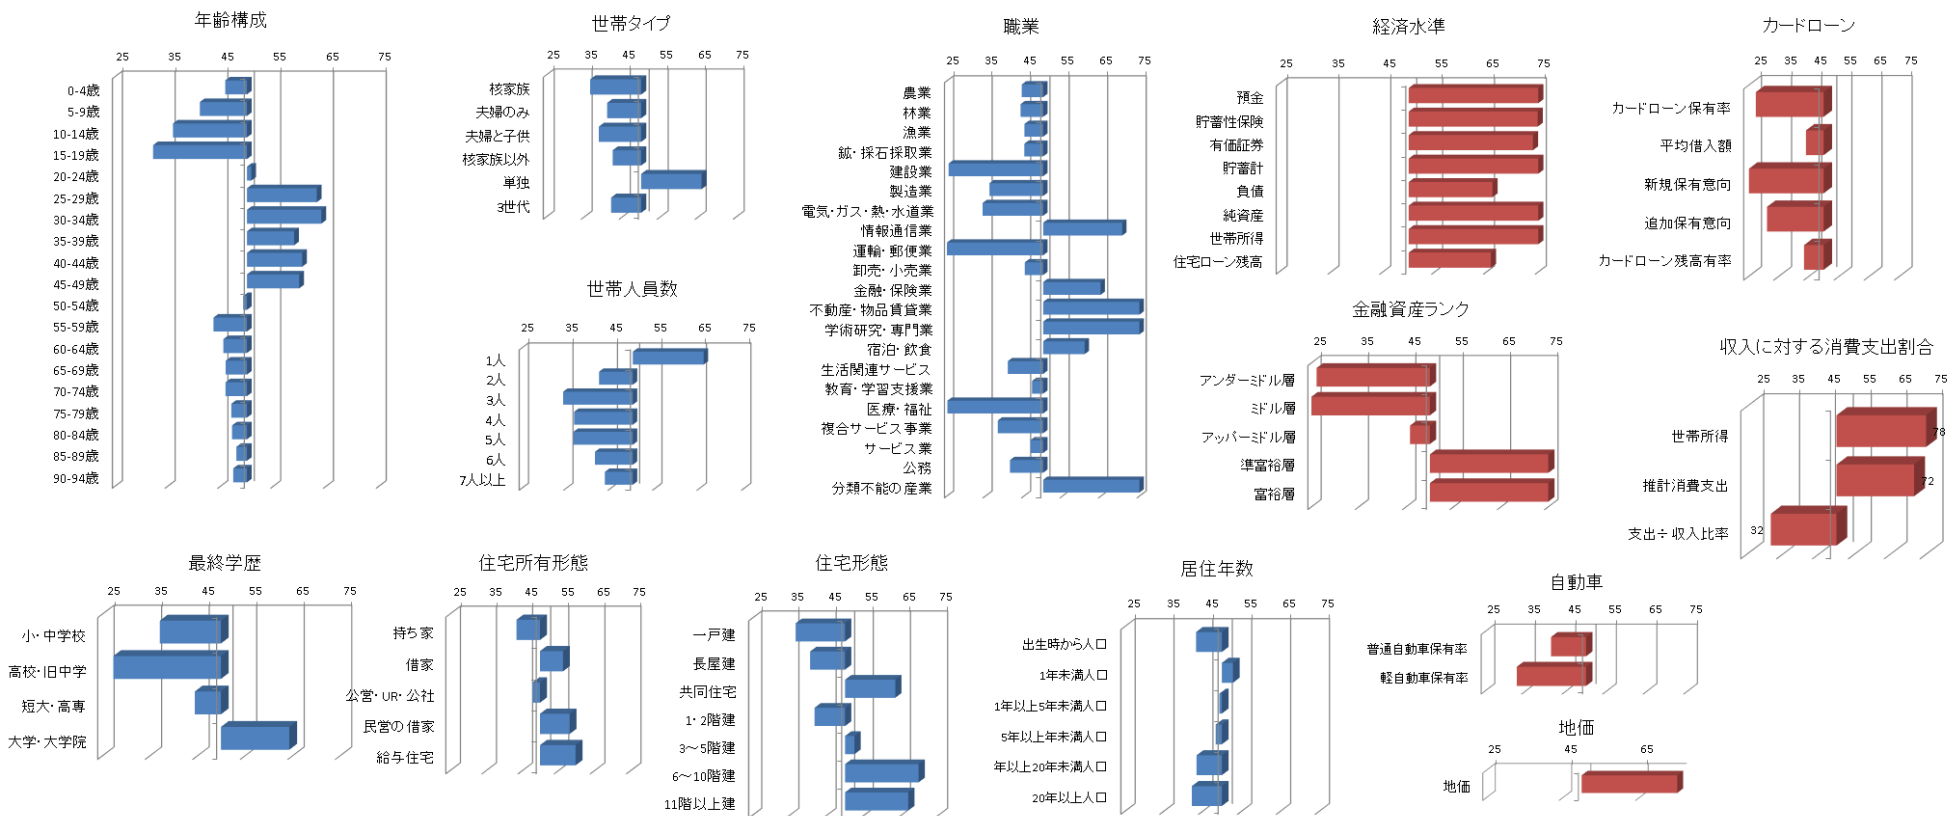 年齢構成
25 35 45 55 65 75
0-4歳
5-9歳
10-14歳
15-19歳
20-24歳
25-29歳
30-34歳
35-39歳
40-44歳
45-49歳
50-54歳
55-59歳
60-64歳
65-69歳
70-74歳
75-79歳
80-84歳
85-89歳
90-94歳
世帯タイプ
25 35 45 55 65 75
核家族
夫婦のみ
夫婦と子供
核家族以外
単独
3世代
世帯人員数
25 35 45 55 65 75
1人
2人
3人
4人
5人
6人
7人以上
職業
25 35 45 55 65 75
農業
林業
漁業
鉱・採石採取業
建設業
製造業
電気・ガス・熱・水道業
情報通信業
運輸・郵便業
卸売・小売業
金融・保険業
不動産・物品賃貸業
学術研究・専門業
宿泊・飲食
生活関連サービス
教育・学習支援業
医療・福祉
複合サービス事業
サービス業
公務
分類不能の産業
経済水準
25 35 45 55 65 75
預金
貯蓄性保険
有価証券
貯蓄計
負債
純資産
世帯所得
住宅ローン残高
金融資産ランク
25 35 45 55 65 75
アンダーミドル層
ミドル層
アッパーミドル層
準富裕層
富裕層
カードローン
25 35 45 55 65 75
カードローン保有率
平均借入額
新規保有意向
追加保有意向
カードローン残高有率
収入に対する消費支出割合
25 35 45 55 65 75
世帯所得
78
推計消費支出
72
支出÷収入比率
32
最終学歴
25 35 45 55 65 75
小・中学校
高校・旧中学
短大・高専
大学・大学院
住宅所有形態
25 35 45 55 65 75
持ち家
借家
公営・UR・公社
民営の借家
給与住宅
住宅形態
25 35 45 55 65 75
一戸建
長屋建
共同住宅
1・2階建
3～5階建
6～10階建
11階以上建
居住年数
25 35 45 55 65 75
出生時から人口
1年未満人口
1年以上5年未満人口
5年以上年未満人口
年以上20年未満人口
20年以上人口
自動車
25 35 45 55 65 75
普通自動車保有率
軽自動車保有率
地価
25 45 65
地価